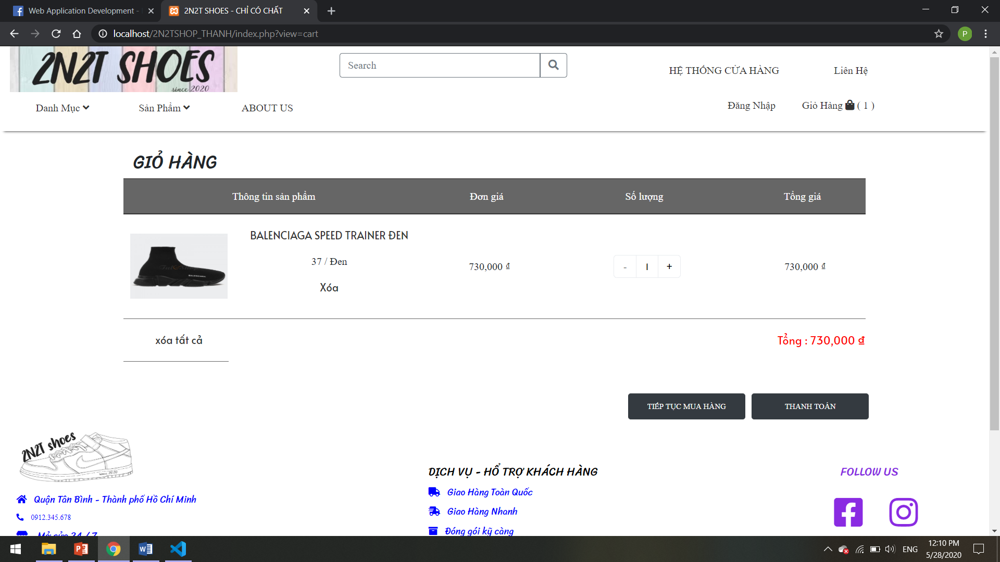 Web Application Development -
2N2T SHOES - CHỈ CÓ CHẤT
localhost/2N2TSHOP_THANH/index.php?view=cart
P
2N2T SHOES
since 2020
Search
HỆ THỐNG CỬA HÀNG
Liên Hệ
Danh Mục
Sản Phẩm
ABOUT US
Đăng Nhập
Giỏ Hàng ( 1 )
GIỎ HÀNG
Thông tin sản phẩm Đơn giá Số lượng Tổng giá
BALENCIAGA SPEED TRAINER ĐEN
37 / Đen
Xóa
BALENCIAGA
730,000 ₫
- 1 +
730,000 ₫
xóa tất cả
Tổng : 730,000 ₫
TIẾP TỤC MUA HÀNG
THANH TOÁN
2N2T shoes
since 2020
Quận Tân Bình - Thành phố Hồ Chí Minh
0912.345.678
Mở cửa 24 / 7
DỊCH VỤ - HỔ TRỢ KHÁCH HÀNG
Giao Hàng Toàn Quốc
Giao Hàng Nhanh
Đóng gói kỹ càng
FOLLOW US
ENG
12:10 PM
5/28/2020